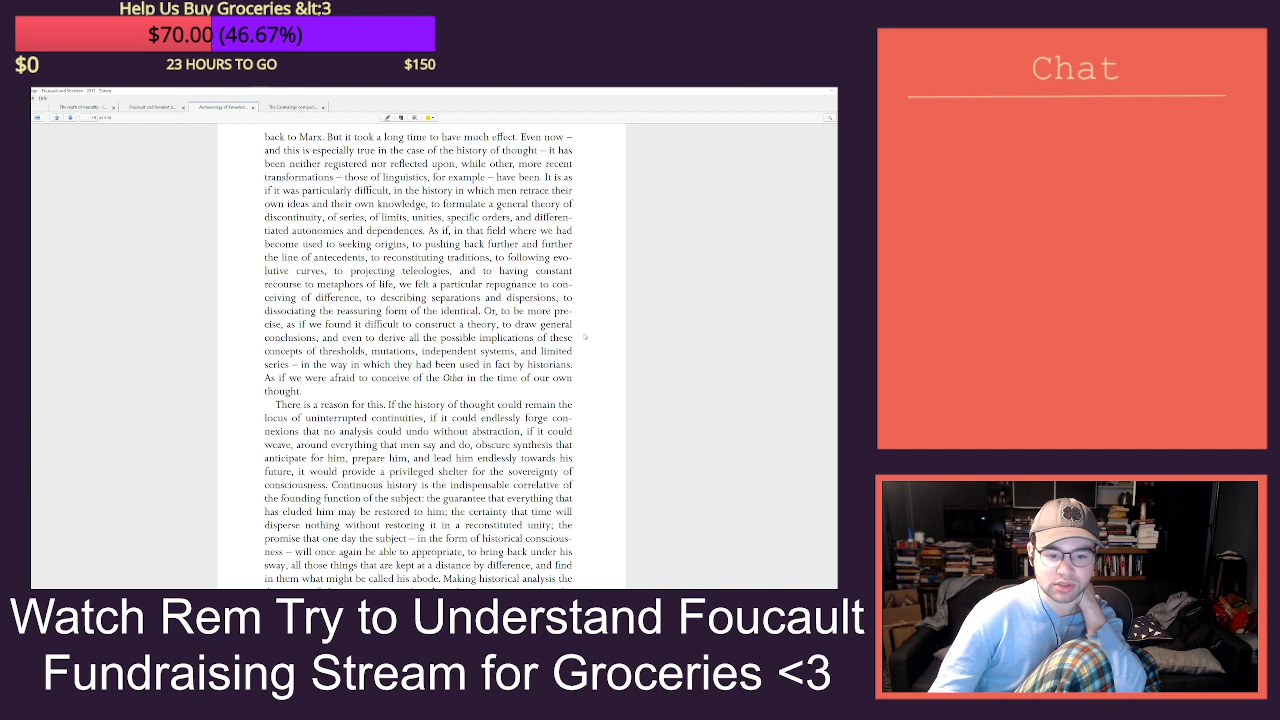 Help Us Buy Groceries &lt;3
$70.00 (46.67%)
$0
23 HOURS TO GO
$150
Foucault and Sheridan - 2013 - Zotero
Help
The myth of morality - J...
Foucault and feminist p...
Archaeology of Knowled...
The Cambridge compani...
back to Marx. But it took a long time to have much effect. Even now –
and this is especially true in the case of the history of thought – it has
been neither registered nor reflected upon, while other, more recent
transformations – those of linguistics, for example – have been. It is as
if it was particularly difficult, in the history in which men retrace their
own ideas and their own knowledge, to formulate a general theory of
discontinuity, of series, of limits, unities, specific orders, and differen-
tiated autonomies and dependences. As if, in that field where we had
become used to seeking origins, to pushing back further and further
the line of antecedents, to reconstituting traditions, to following evo-
lutive curves, to projecting teleologies, and to having constant
recourse to metaphors of life, we felt a particular repugnance to con-
ceiving of difference, to describing separations and dispersions, to
dissociating the reassuring form of the identical. Or, to be more pre-
cise, as if we found it difficult to construct a theory, to draw general
conclusions, and even to derive all the possible implications of these
concepts of thresholds, mutations, independent systems, and limited
series – in the way in which they had been used in fact by historians.
As if we were afraid to conceive of the Other in the time of our own
thought.
There is a reason for this. If the history of thought could remain the
locus of uninterrupted continuities, if it could endlessly forge con-
nexions that no analysis could undo without abstraction, if it could
weave, around everything that men say and do, obscure synthesis that
anticipate for him, prepare him, and lead him endlessly towards his
future, it would provide a privileged shelter for the sovereignty of
consciousness. Continuous history is the indispensable correlative of
the founding function of the subject: the guarantee that everything that
has eluded him may be restored to him; the certainty that time will
disperse nothing without restoring it in a reconstituted unity; the
promise that one day the subject – in the form of historical conscious-
ness – will once again be able to appropriate, to bring back under his
sway, all those things that are kept at a distance by difference, and find
in them what might be called his abode. Making historical analysis the
Chat
Watch Rem Try to Understand Foucault
Fundraising Stream for Groceries <3